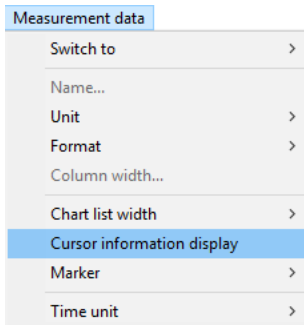 Measurement data
Switch to
Name...
Unit
Format
Column width...
Chart list width
Cursor information display
Marker
Time unit